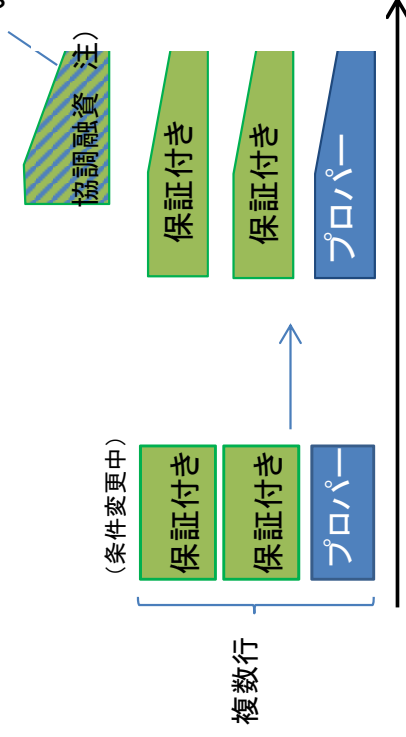 （条件変更中）
複数行
保証付き
保証付き
プロパー
協調融資 注）
保証付き
保証付き
プロパー